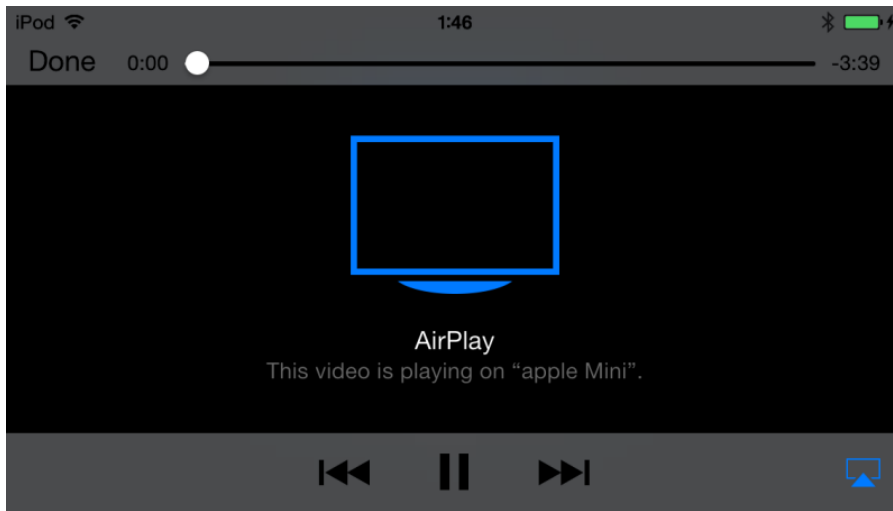 iPod 1:46
Done 0:00 -3:39
AirPlay
This video is playing on “apple Mini”.